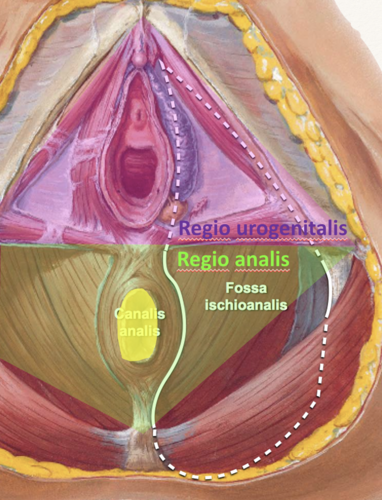 Regio urogenitalis
Regio analis
Fossa
ischioanalis
Canalis
analis